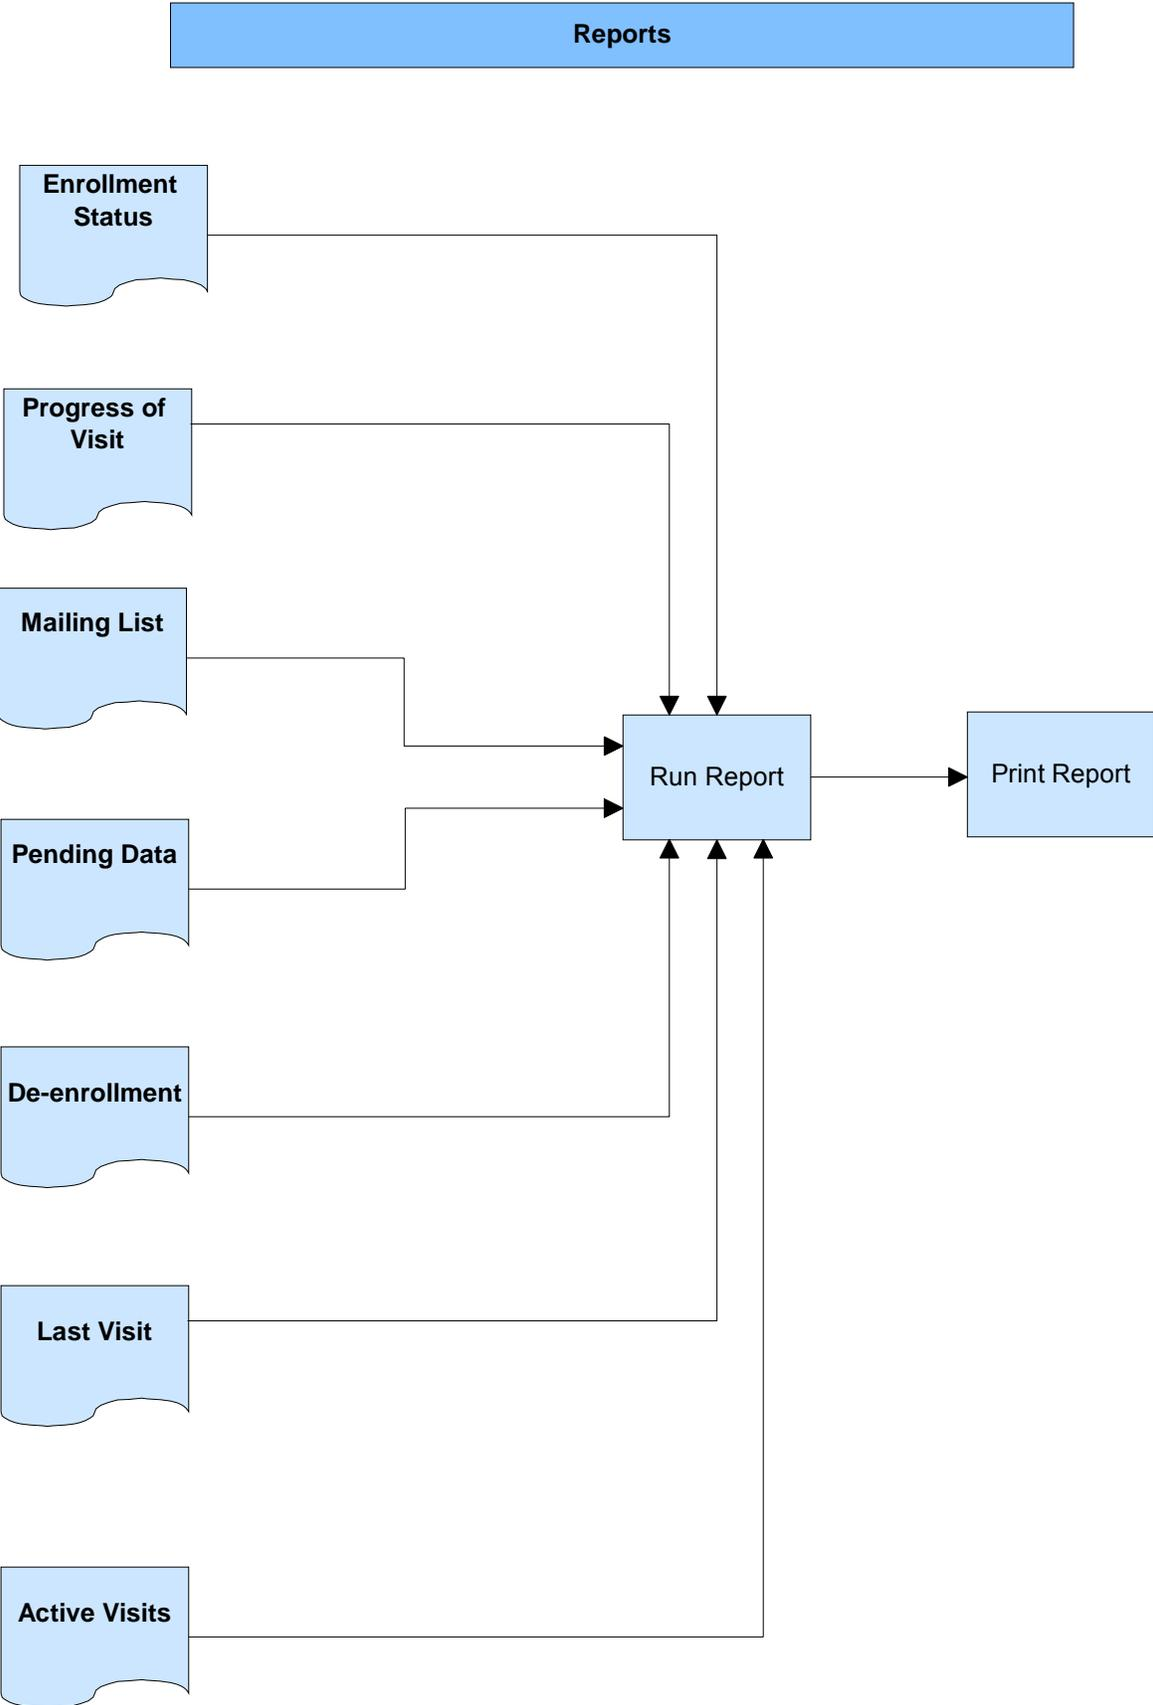 Reports
Enrollment
Status
Progress of
Visit
Mailing List
Run Report
Print Report
Pending Data
De-enrollment
Last Visit
Active Visits